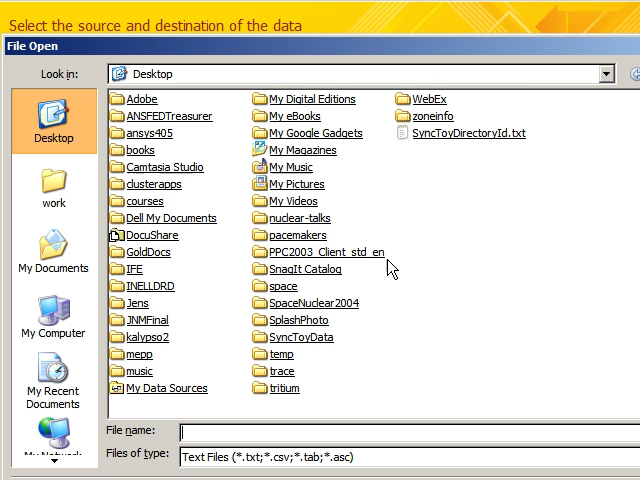 Select the source and destination of the data
File Open
Look in:
Desktop
Desktop
work
My Documents
My Computer
My Recent
Documents
My Network
Adobe
ANSFEDTreasurer
ansys405
books
Camtasia Studio
clusterapps
courses
Dell My Documents
DocuShare
GoldDocs
IFE
INELLDRD
Jens
JNMFinal
kalypso2
mepp
music
My Data Sources
My Digital Editions
My eBooks
My Google Gadgets
My Magazines
My Music
My Pictures
My Videos
nuclear-talks
pacemakers
PPC2003_Client_std_en
SnagIt Catalog
space
SpaceNuclear2004
SplashPhoto
SyncToyData
temp
trace
tritium
WebEx
zoneinfo
SyncToyDirectoryId.txt
File name:
Files of type:
Text Files (*.txt;*.csv;*.tab;*.asc)